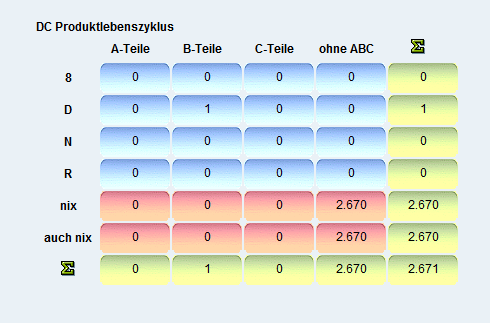 DC Produktlebenszyklus
A-Teile B-Teile C-Teile ohne ABC Σ
8 0 0 0 0 0
D 0 1 0 0 1
N 0 0 0 0 0
R 0 0 0 0 0
nix 0 0 0 2.670 2.670
auch nix 0 0 0 2.670 2.670
Σ 0 1 0 2.670 2.671